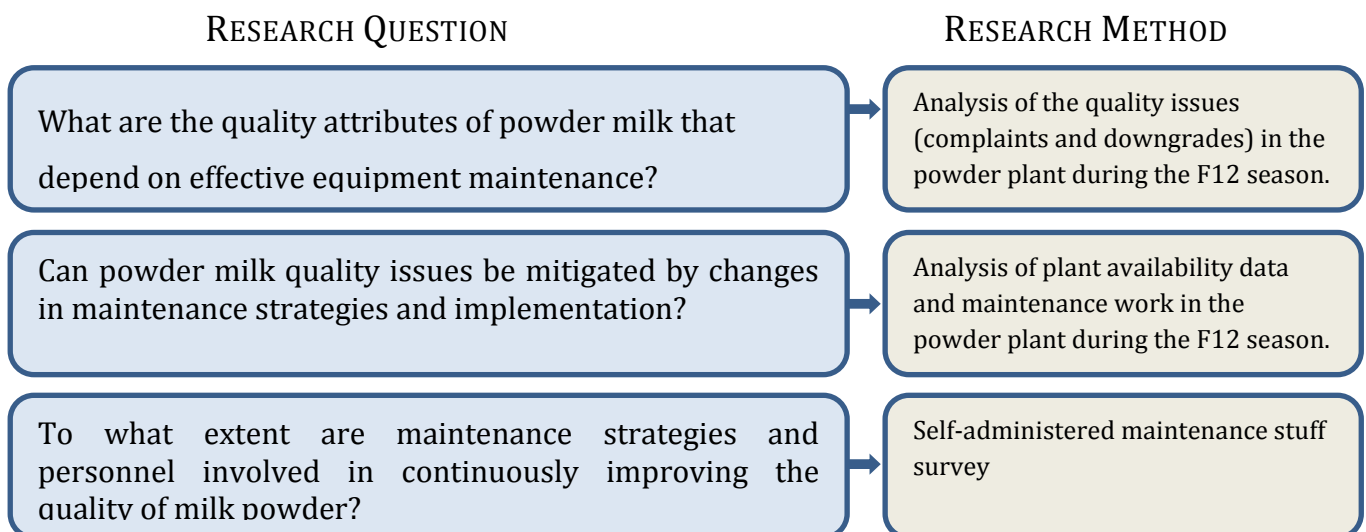 RESEARCH QUESTION
RESEARCH METHOD
What are the quality attributes of powder milk that
depend on effective equipment maintenance?
Analysis of the quality issues
(complaints and downgrades) in the
powder plant during the F12 season.
Can powder milk quality issues be mitigated by changes
in maintenance strategies and implementation?
Analysis of plant availability data
and maintenance work in the
powder plant during the F12 season.
To what extent are maintenance strategies and
personnel involved in continuously improving the
quality of milk powder?
Self-administered maintenance stuff
survey